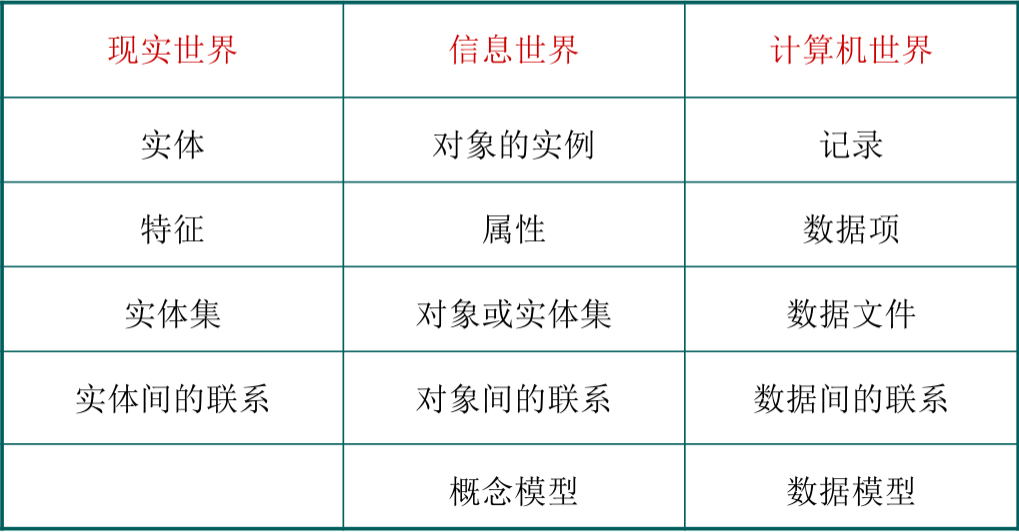 现实世界 信息世界 计算机世界
实体 对象的实例 记录
特征 属性 数据项
实体集 对象或实体集 数据文件
实体间的联系 对象间的联系 数据间的联系
概念模型 数据模型